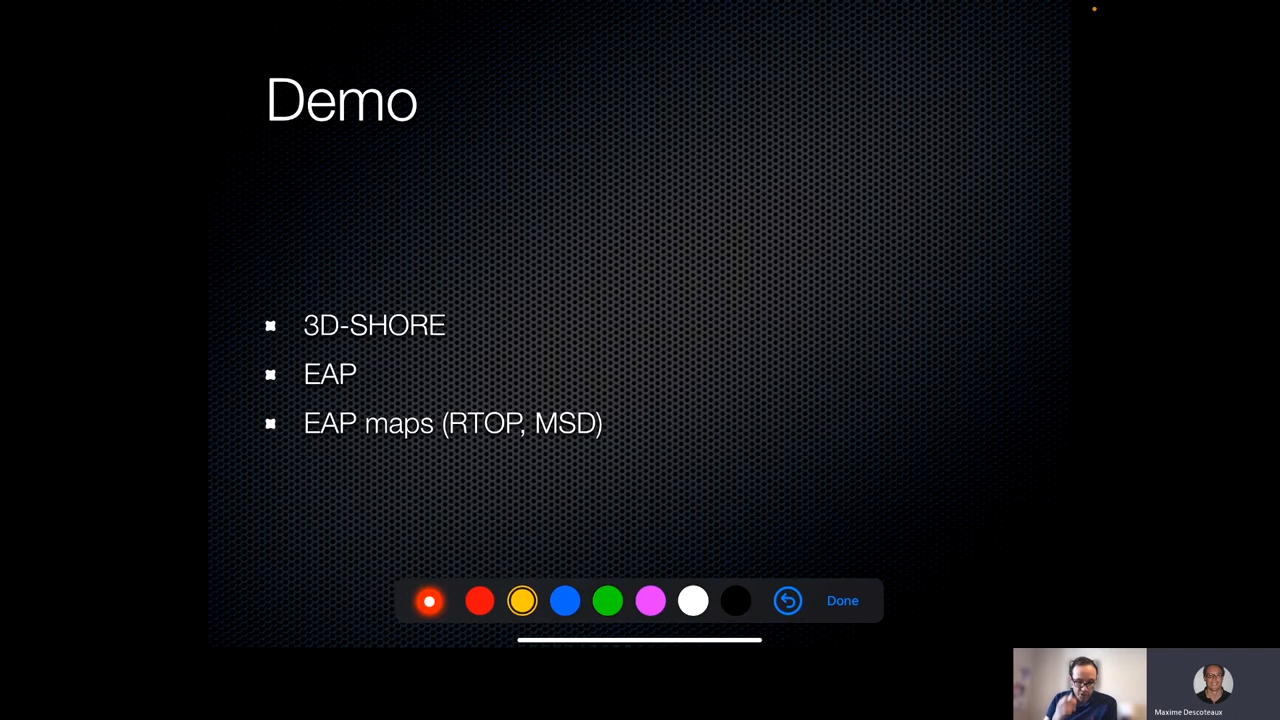 Demo
3D-SHORE
EAP
EAP maps (RTOP, MSD)
Done
Maxime Descoteaux